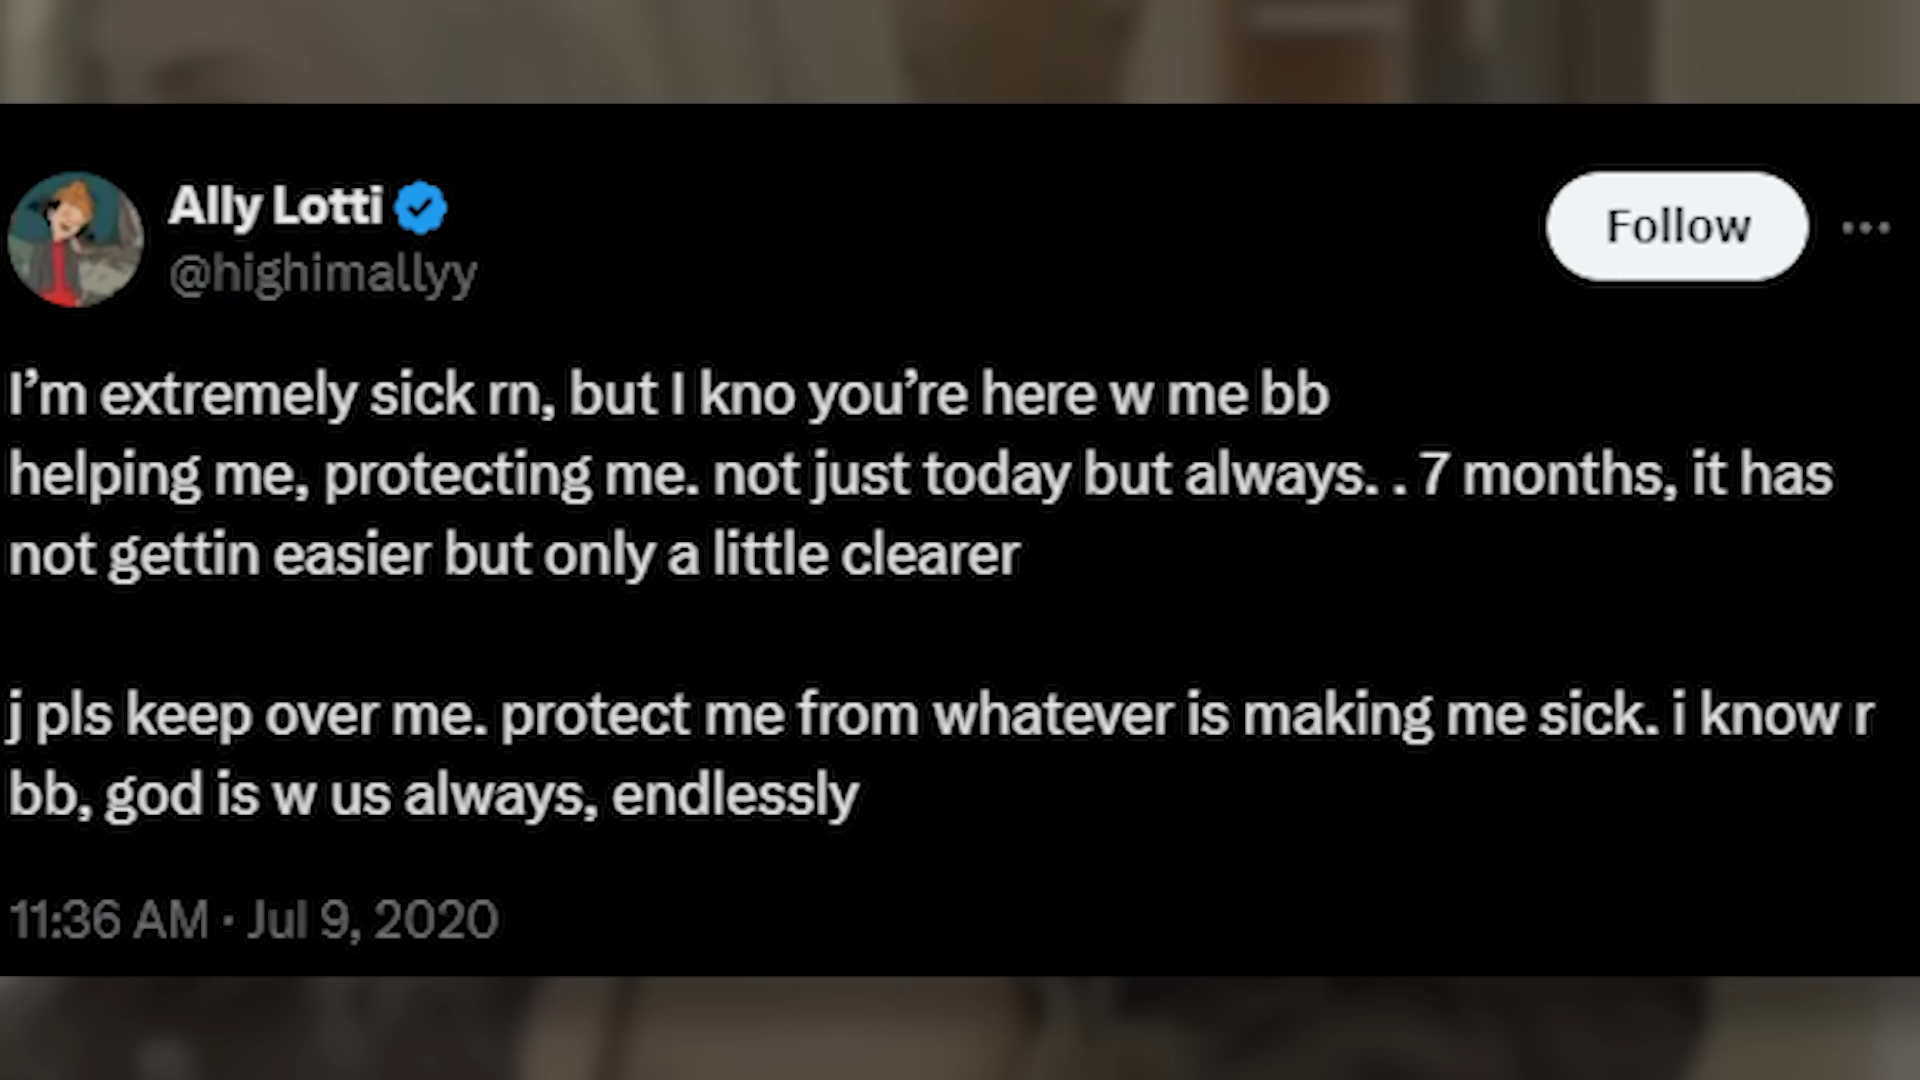 Ally Lotti
@highimallyy
Follow
I’m extremely sick rn, but I kno you’re here w me bb
helping me, protecting me. not just today but always. . 7 months, it has
not gettin easier but only a little clearer
j pls keep over me. protect me from whatever is making me sick. i know r
bb, god is w us always, endlessly
11:36 AM · Jul 9, 2020